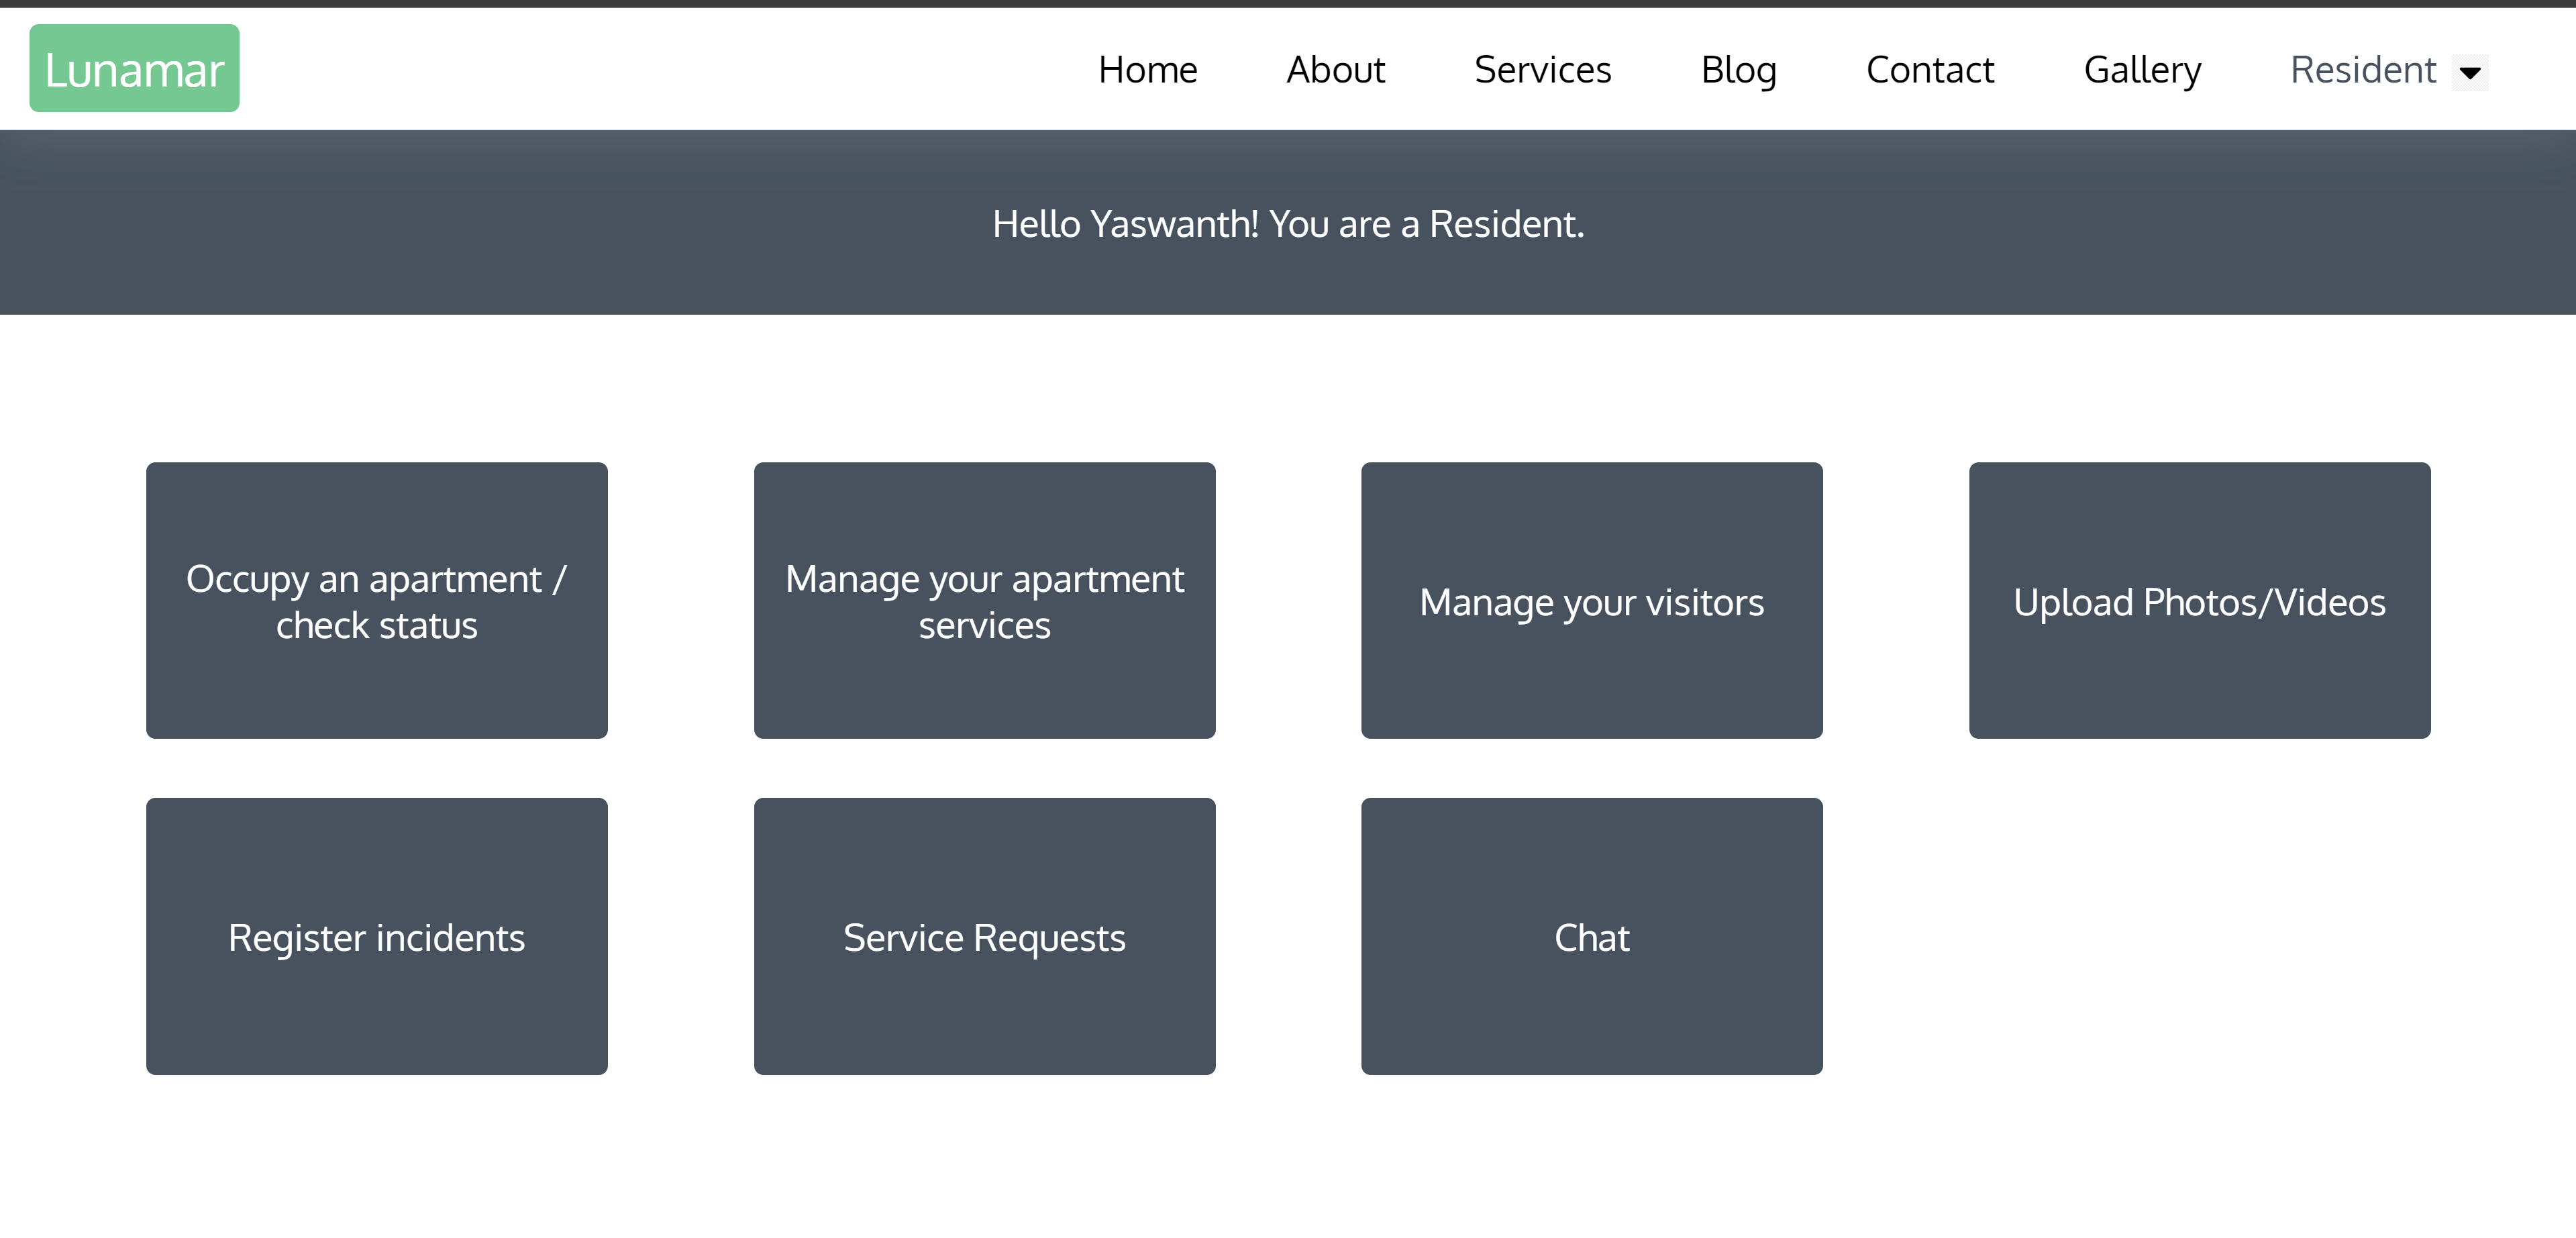 Lunamar
Home About Services Blog Contact Gallery Resident
Hello Yaswanth! You are a Resident.
Occupy an apartment /
check status
Manage your apartment
services
Manage your visitors
Upload Photos/Videos
Register incidents
Service Requests
Chat